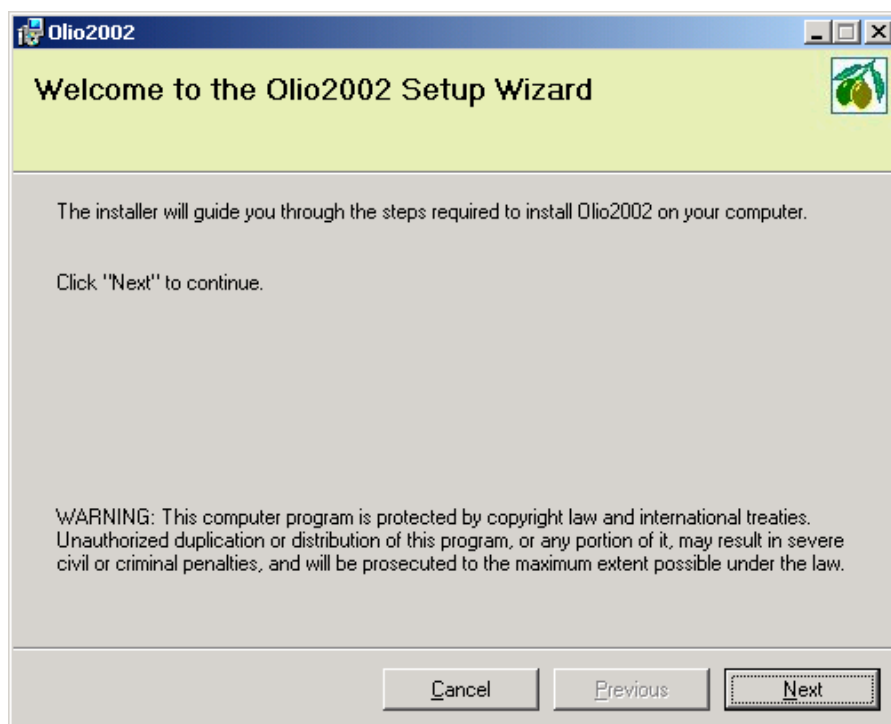 Olio2002
Welcome to the Olio2002 Setup Wizard
The installer will guide you through the steps required to install Olio2002 on your computer.
Click "Next" to continue.
WARNING: This computer program is protected by copyright law and international treaties.
Unauthorized duplication or distribution of this program, or any portion of it, may result in severe
civil or criminal penalties, and will be prosecuted to the maximum extent possible under the law.
Cancel
Previous
Next